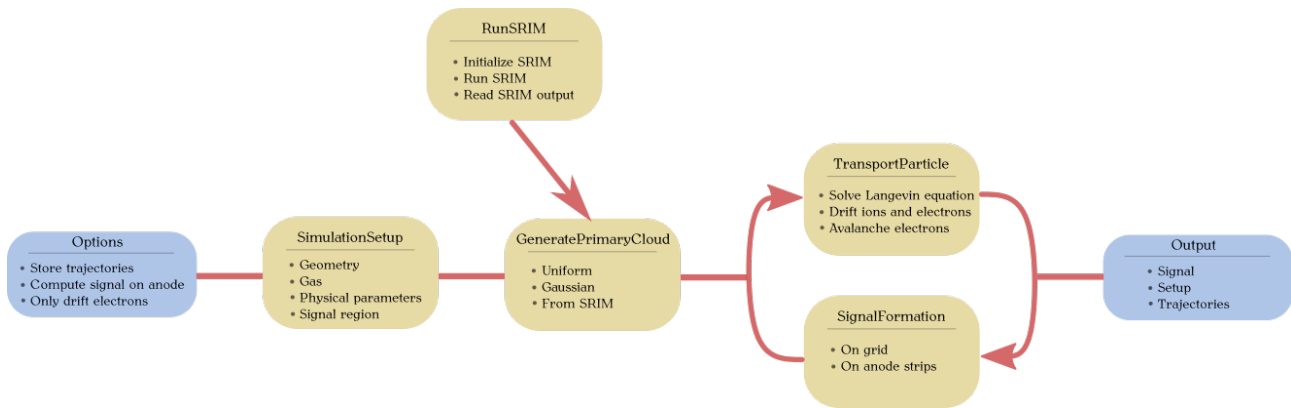 RunSRIM
• Initialize SRIM
• Run SRIM
• Read SRIM output
Options
• Store trajectories
• Compute signal on anode
• Only drift electrons
SimulationSetup
• Geometry
• Gas
• Physical parameters
• Signal region
GeneratePrimaryCloud
• Uniform
• Gaussian
• From SRIM
TransportParticle
• Solve Langevin equation
• Drift ions and electrons
• Avalanche electrons
SignalFormation
• On grid
• On anode strips
Output
• Signal
• Setup
• Trajectories